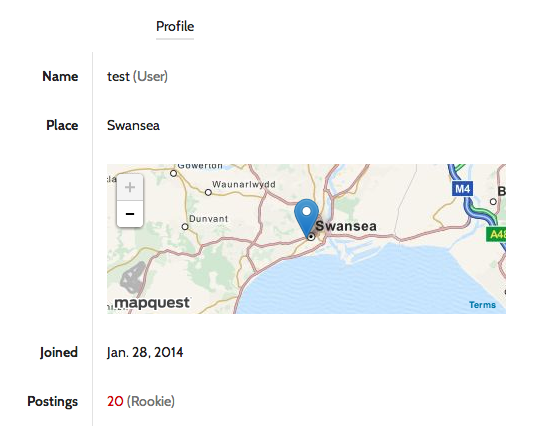 Profile
Name test (User)
Place Swansea
Gowerton
Waunarlwydd
Dunvant
Swansea
M4
B
A48
+
-
mapquest
Terms
Joined Jan. 28, 2014
Postings 20 (Rookie)